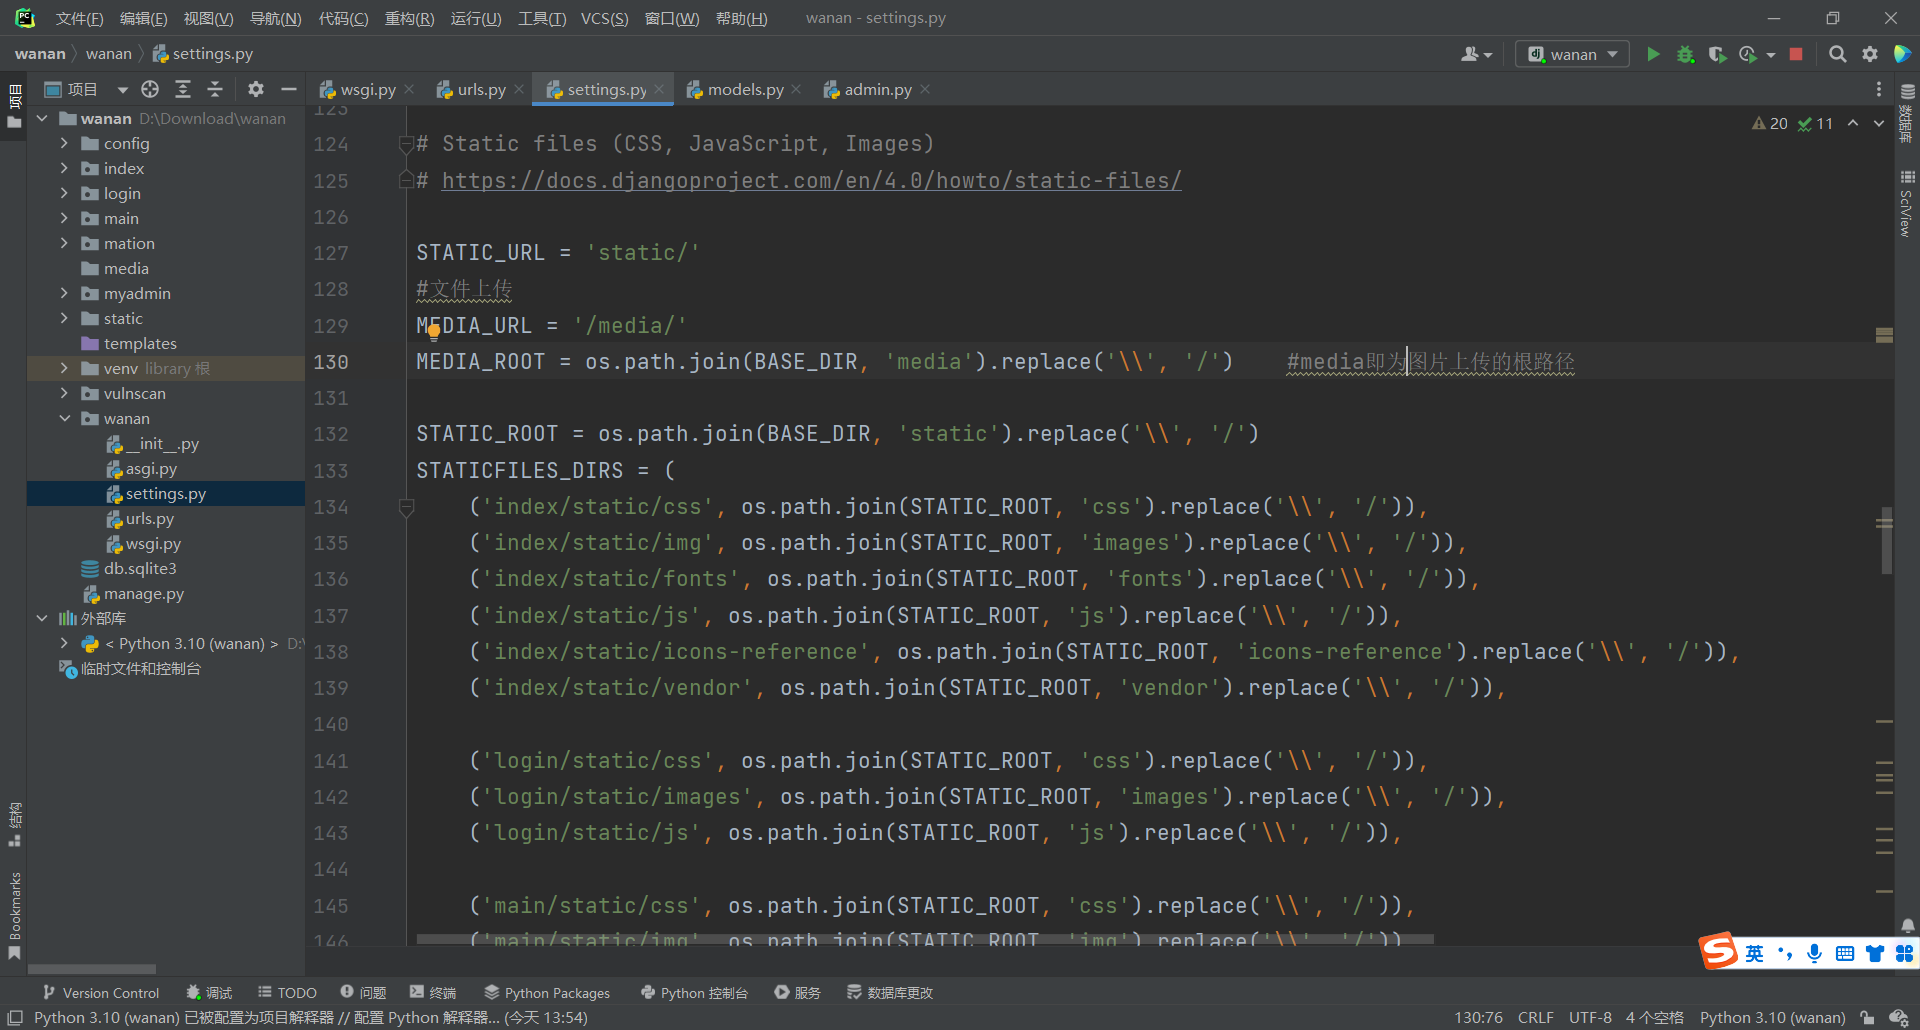 文件(F) 编辑(E) 视图(V) 导航(N) 代码(C) 重构(R) 运行(U) 工具(T) VCS(S) 窗口(W) 帮助(H) wanan - settings.py
wanan wanan settings.py
wanan
项目
wsgi.py urls.py settings.py models.py admin.py
项目
wanan D:\Download\wanan
config
index
login
main
mation
media
myadmin
static
templates
venv library 根
vulnscan
wanan
__init__.py
asgi.py
settings.py
urls.py
wsgi.py
db.sqlite3
manage.py
外部库
< Python 3.10 (wanan) > D:\
临时文件和控制台
结构
Bookmarks
20 11
123
124 # Static files (CSS, JavaScript, Images)
125 # https://docs.djangoproject.com/en/4.0/howto/static-files/
126
127 STATIC_URL = 'static/'
128 #文件上传
129 MEDIA_URL = '/media/'
130 MEDIA_ROOT = os.path.join(BASE_DIR, 'media').replace('\\', '/') #media即为图片上传的根路径
131
132 STATIC_ROOT = os.path.join(BASE_DIR, 'static').replace('\\', '/')
133 STATICFILES_DIRS = (
134 ('index/static/css', os.path.join(STATIC_ROOT, 'css').replace('\\', '/')),
135 ('index/static/img', os.path.join(STATIC_ROOT, 'images').replace('\\', '/')),
136 ('index/static/fonts', os.path.join(STATIC_ROOT, 'fonts').replace('\\', '/')),
137 ('index/static/js', os.path.join(STATIC_ROOT, 'js').replace('\\', '/')),
138 ('index/static/icons-reference', os.path.join(STATIC_ROOT, 'icons-reference').replace('\\', '/')),
139 ('index/static/vendor', os.path.join(STATIC_ROOT, 'vendor').replace('\\', '/')),
140
141 ('login/static/css', os.path.join(STATIC_ROOT, 'css').replace('\\', '/')),
142 ('login/static/images', os.path.join(STATIC_ROOT, 'images').replace('\\', '/')),
143 ('login/static/js', os.path.join(STATIC_ROOT, 'js').replace('\\', '/')),
144
145 ('main/static/css', os.path.join(STATIC_ROOT, 'css').replace('\\', '/')),
146 ('main/static/img', os.path.join(STATIC_ROOT, 'img').replace('\\', '/')),
数据库
SciView
英
Version Control 调试 TODO 问题 终端 Python Packages Python 控制台 服务 数据库更改
Python 3.10 (wanan) 已被配置为项目解释器 // 配置 Python 解释器... (今天 13:54) 130:76 CRLF UTF-8 4 个空格 Python 3.10 (wanan)